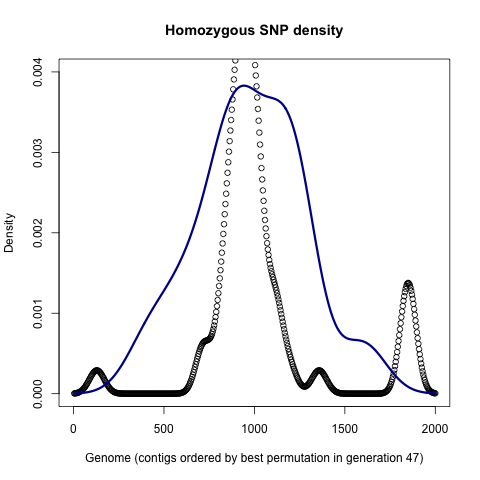 Homozygous SNP density
0.004
0.003
0.002
0.001
0.000
Density
0 500 1000 1500 2000
Genome (contigs ordered by best permutation in generation 47)